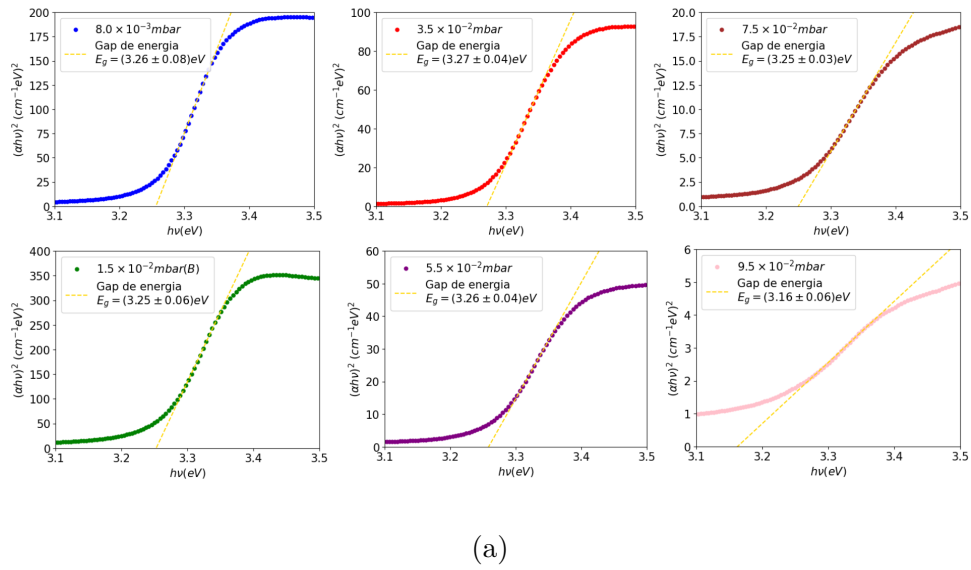 8.0 × 10⁻³ mbar
Gap de energia
E_g = (3.26 ± 0.08)eV
(αhν)² (cm⁻¹eV)²
200
175
150
125
100
75
50
25
0
3.1 3.2 3.3 3.4 3.5
hν(eV)
3.5 × 10⁻² mbar
Gap de energia
E_g = (3.27 ± 0.04)eV
(αhν)² (cm⁻¹eV)²
100
80
60
40
20
0
3.1 3.2 3.3 3.4 3.5
hν(eV)
7.5 × 10⁻² mbar
Gap de energia
E_g = (3.25 ± 0.03)eV
(αhν)² (cm⁻¹eV)²
20.0
17.5
15.0
12.5
10.0
7.5
5.0
2.5
0.0
3.1 3.2 3.3 3.4 3.5
hν(eV)
1.5 × 10⁻² mbar(B)
Gap de energia
E_g = (3.25 ± 0.06)eV
(αhν)² (cm⁻¹eV)²
400
350
300
250
200
150
100
50
0
3.1 3.2 3.3 3.4 3.5
hν(eV)
5.5 × 10⁻² mbar
Gap de energia
E_g = (3.26 ± 0.04)eV
(αhν)² (cm⁻¹eV)²
60
50
40
30
20
10
0
3.1 3.2 3.3 3.4 3.5
hν(eV)
9.5 × 10⁻² mbar
Gap de energia
E_g = (3.16 ± 0.06)eV
(αhν)² (cm⁻¹eV)²
6
5
4
3
2
1
0
3.1 3.2 3.3 3.4 3.5
hν(eV)
(a)